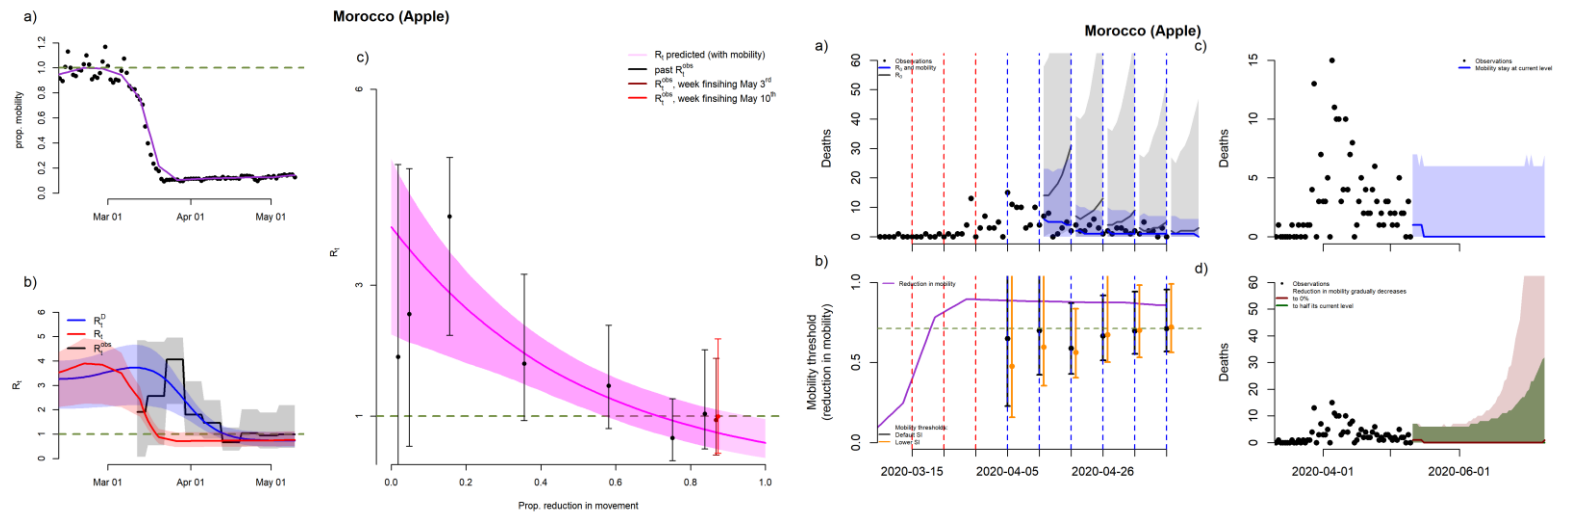 Morocco (Apple)
a)
prop. mobility
1.2
1.0
0.8
0.6
0.4
0.2
0.0
Mar 01
Apr 01
May 01
b)
R_t
6
5
4
3
2
1
0
R_t^D
R_t
R_t^obs
Mar 01
Apr 01
May 01
c)
R_t predicted (with mobility)
past R_t^obs
R_t^obs, week finsihing May 3rd
R_t^obs, week finsihing May 10th
R_t
6
3
1
0.0
0.2
0.4
0.6
0.8
1.0
Prop. reduction in movement
Morocco (Apple)
a)
Deaths
60
50
40
30
20
10
0
Observations
R_0 and mobility
R_0
b)
Mobility threshold
(reduction in mobility)
1.0
0.5
0.0
Reduction in mobility
Mobility thresholds:
Default SI
Lower SI
2020-03-15
2020-04-05
2020-04-26
c)
Deaths
15
10
5
0
Observations
Mobility stay at current level
d)
Deaths
60
50
40
30
20
10
0
Observations
Reduction in mobility gradually decreases
to 0%
to half its current level
2020-04-01
2020-06-01